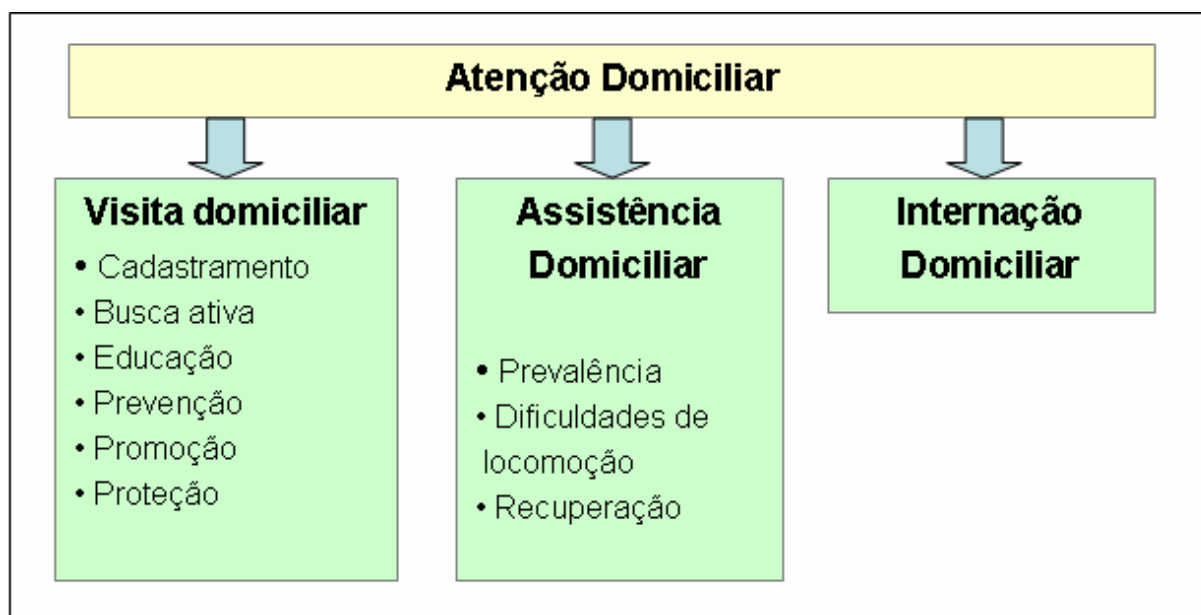 Atenção Domiciliar
Visita domiciliar
• Cadastramento
• Busca ativa
• Educação
• Prevenção
• Promoção
• Proteção
Assistência
Domiciliar
• Prevalência
• Dificuldades de
locomoção
• Recuperação
Internação
Domiciliar